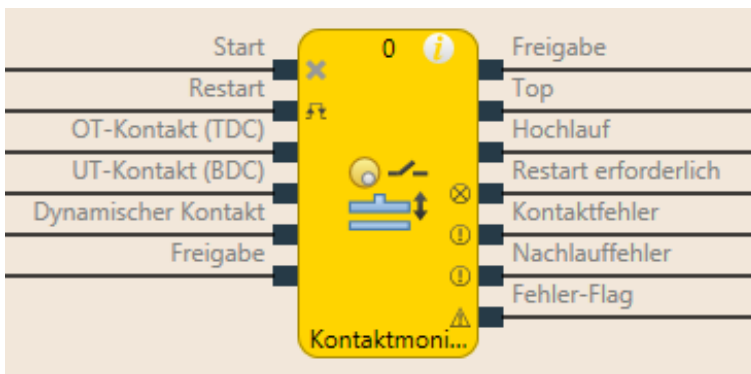 Start
Restart
OT-Kontakt (TDC)
UT-Kontakt (BDC)
Dynamischer Kontakt
Freigabe
0
Kontaktmoni...
Freigabe
Top
Hochlauf
Restart erforderlich
Kontaktfehler
Nachlauffehler
Fehler-Flag